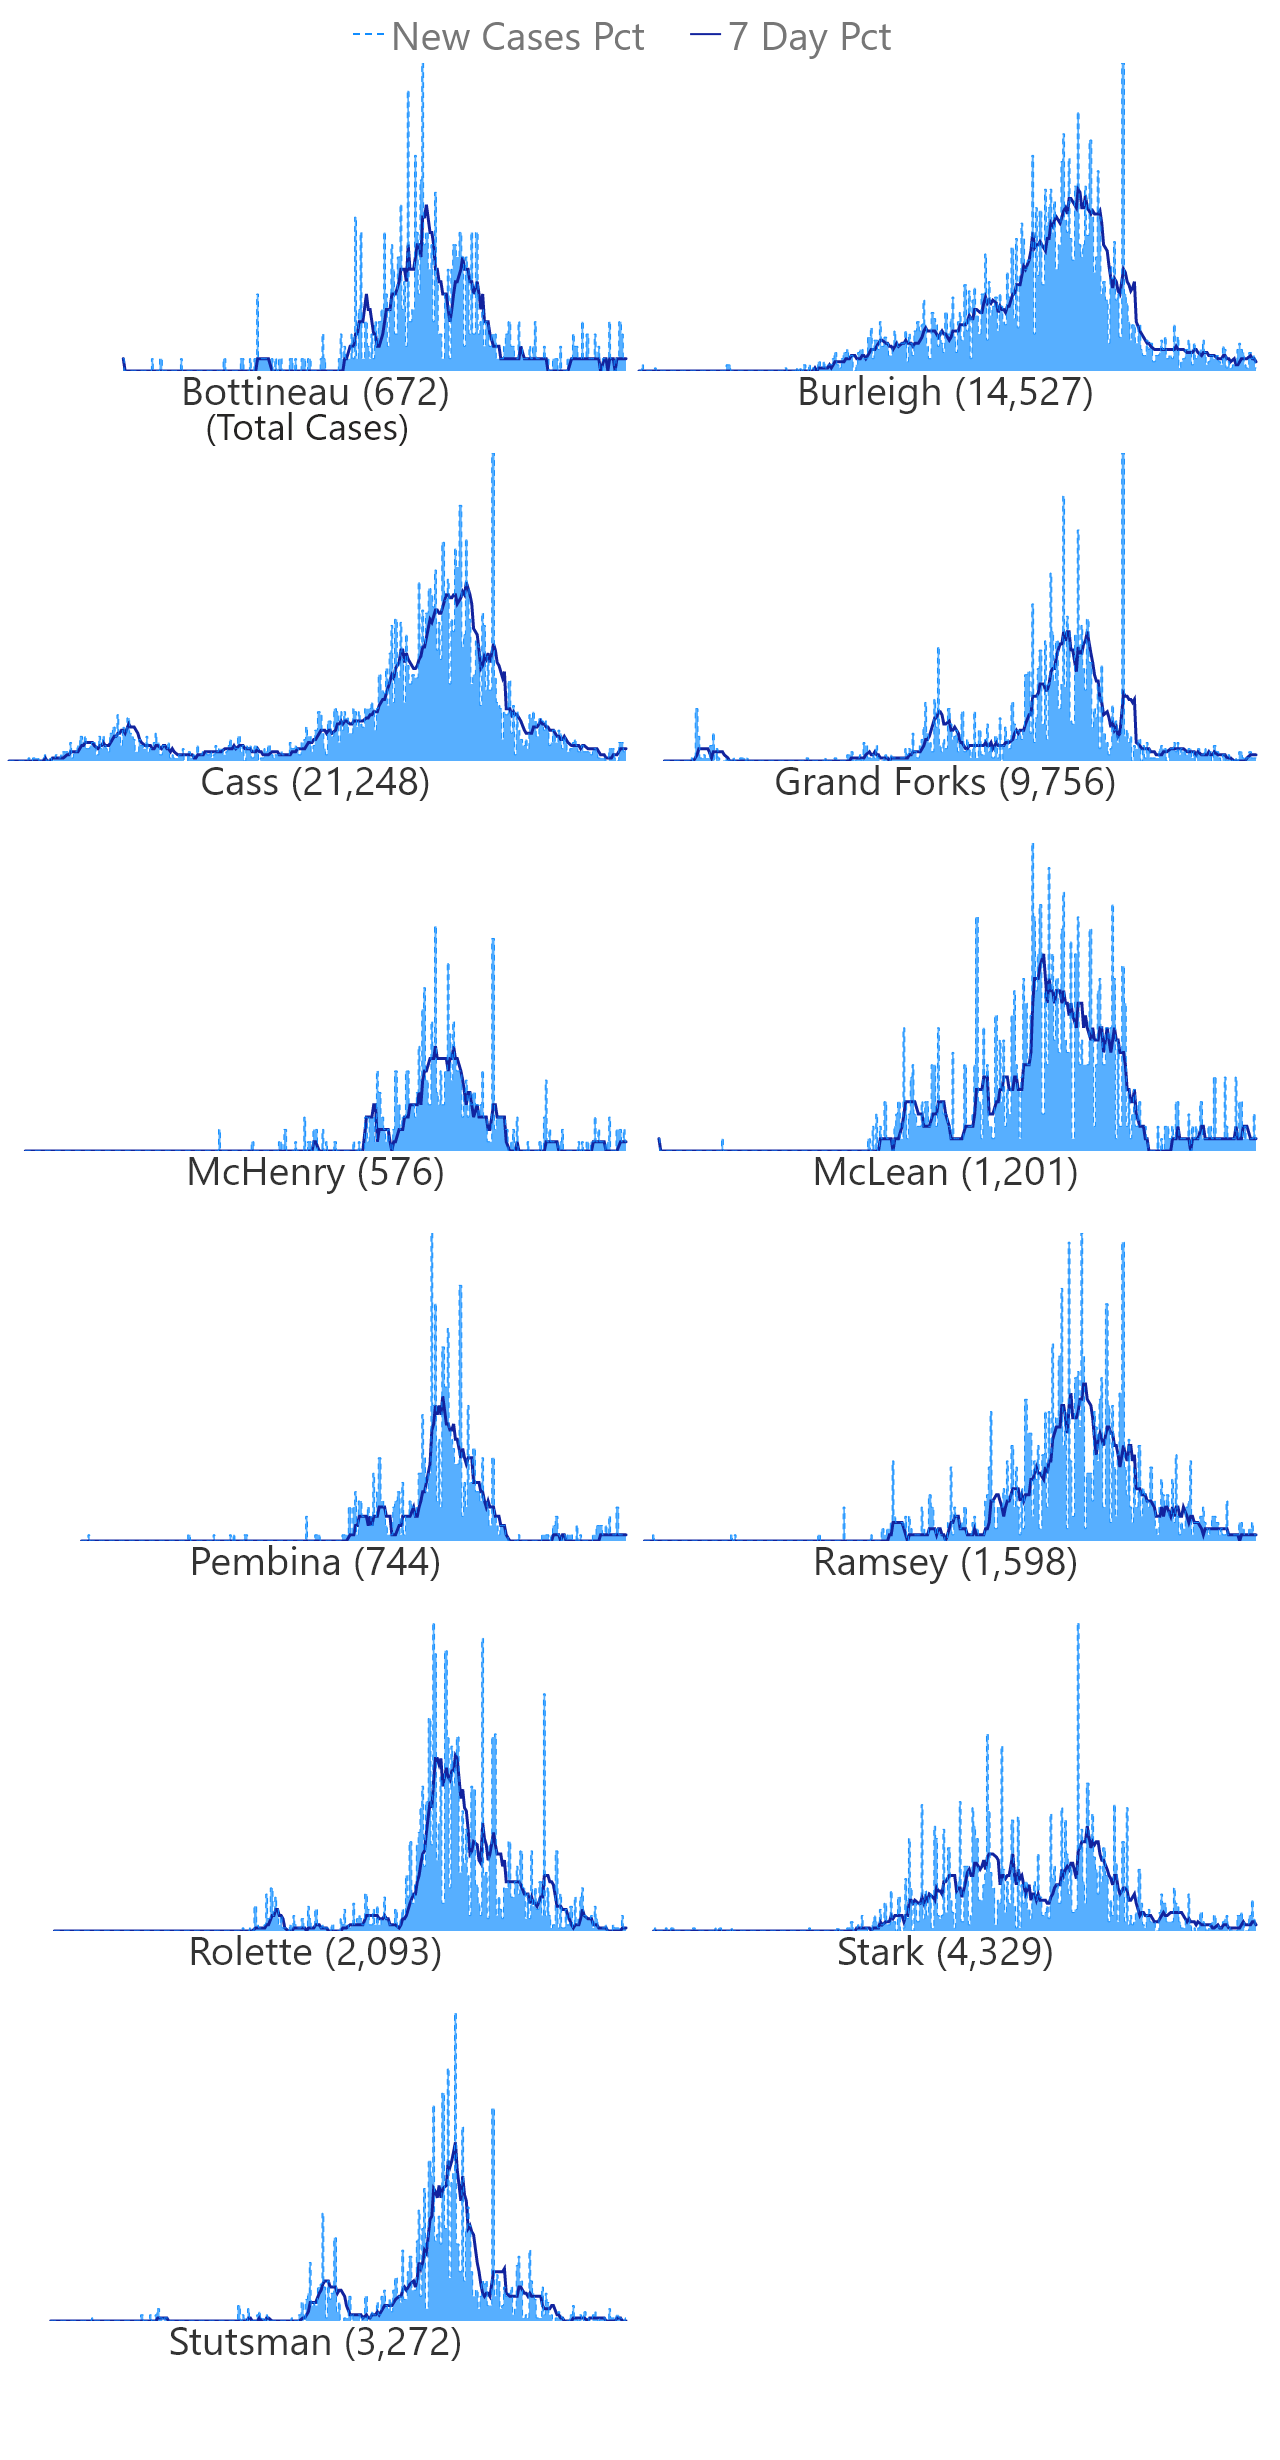 New Cases Pct 7 Day Pct
Bottineau (672) Burleigh (14,527)
(Total Cases)
Cass (21,248) Grand Forks (9,756)
McHenry (576) McLean (1,201)
Pembina (744) Ramsey (1,598)
Rolette (2,093) Stark (4,329)
Stutsman (3,272)